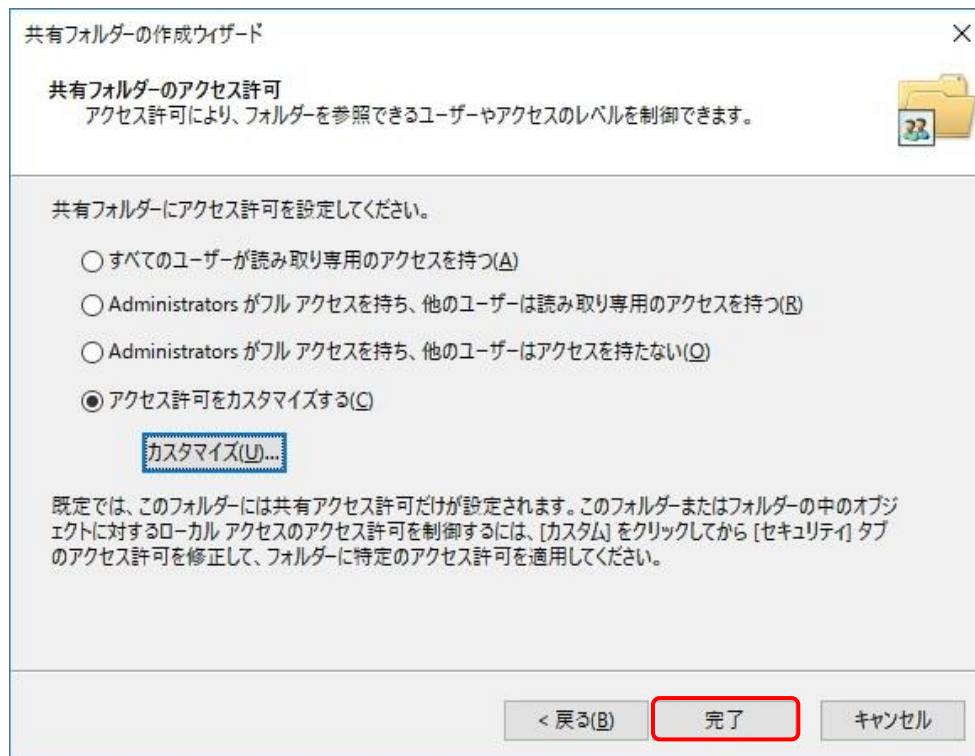 共有フォルダーの作成ウィザード
共有フォルダーのアクセス許可
アクセス許可により、フォルダーを参照できるユーザーやアクセスのレベルを制御できます。
共有フォルダーにアクセス許可を設定してください。
すべてのユーザーが読み取り専用のアクセスを持つ(A)
Administrators がフル アクセスを持ち、他のユーザーは読み取り専用のアクセスを持つ(R)
Administrators がフル アクセスを持ち、他のユーザーはアクセスを持たない(O)
アクセス許可をカスタマイズする(C)
カスタマイズ(U)...
既定では、このフォルダーには共有アクセス許可だけが設定されます。このフォルダーまたはフォルダーの中のオブジ
ェクトに対するローカル アクセスのアクセス許可を制御するには、[カスタム] をクリックしてから [セキュリティ] タブ
のアクセス許可を修正して、フォルダーに特定のアクセス許可を適用してください。
< 戻る(B) 完了 キャンセル